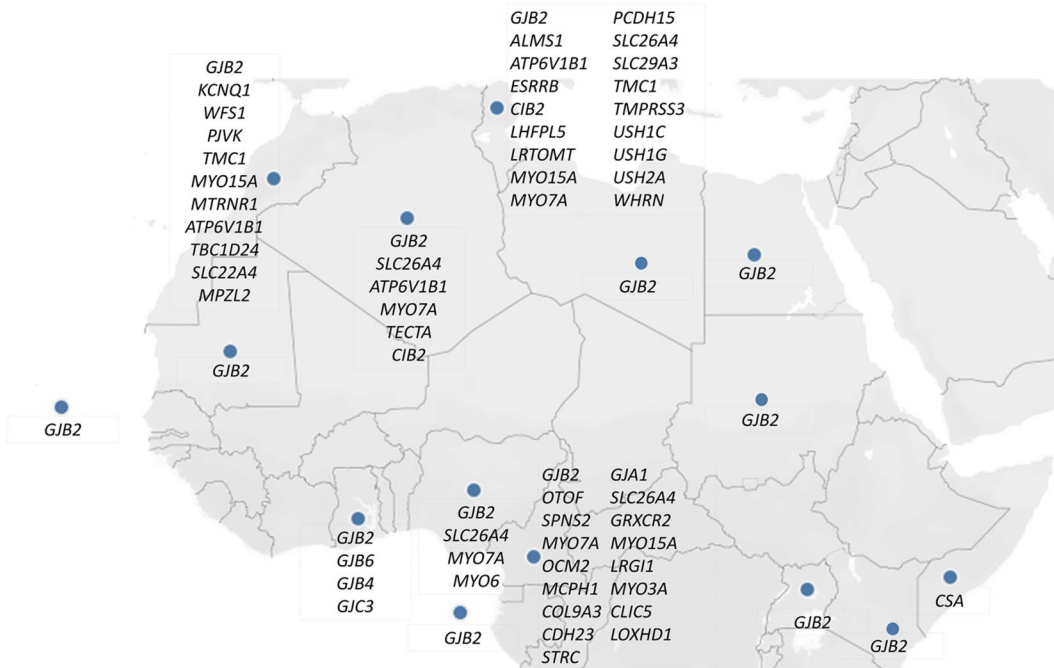 GJB2
KCNQ1
WFS1
PJVK
TMC1
MYO15A
MTRNR1
ATP6V1B1
TBC1D24
SLC22A4
MPZL2
GJB2
ALMS1
ATP6V1B1
ESRRB
CIB2
LHFPL5
LRTOMT
MYO15A
MYO7A
PCDH15
SLC26A4
SLC29A3
TMC1
TMPRSS3
USH1C
USH1G
USH2A
WHRN
GJB2
SLC26A4
ATP6V1B1
MYO7A
TECTA
CIB2
GJB2
GJB2
GJB2
GJB2
GJB2
GJB2
GJB6
GJB4
GJC3
GJB2
SLC26A4
MYO7A
MYO6
GJB2
GJB2
OTOF
SPNS2
MYO7A
OCM2
MCPH1
COL9A3
CDH23
STRC
GJA1
SLC26A4
GRXCR2
MYO15A
LRGI1
MYO3A
CLIC5
LOXHD1
GJB2
GJB2
CSA